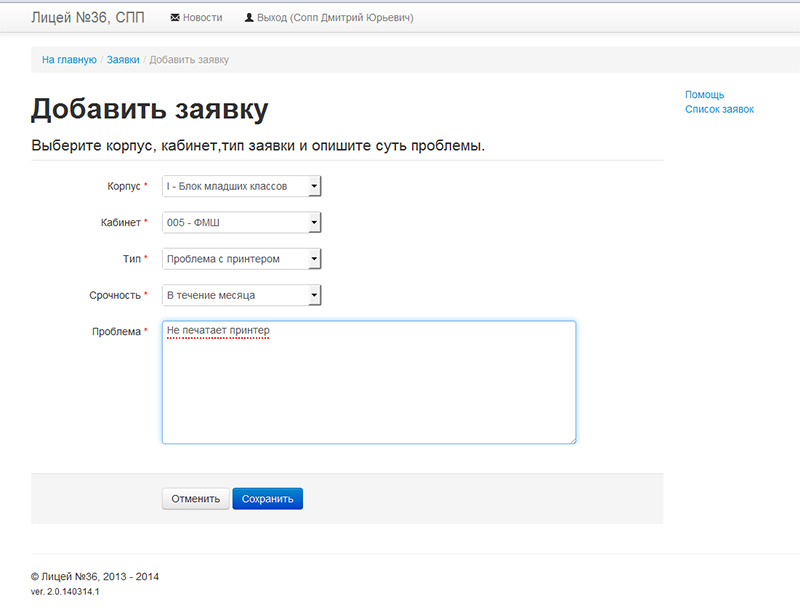 Лицей №36, СПП Новости Выход (Сопп Дмитрий Юрьевич)
На главную / Заявки / Добавить заявку
Помощь
Список заявок
Добавить заявку
Выберите корпус, кабинет,тип заявки и опишите суть проблемы.
Корпус * I - Блок младших классов
Кабинет * 005 - ФМШ
Тип * Проблема с принтером
Срочность * В течение месяца
Проблема * Не печатает принтер
Отменить Сохранить
© Лицей №36, 2013 - 2014
ver. 2.0.140314.1